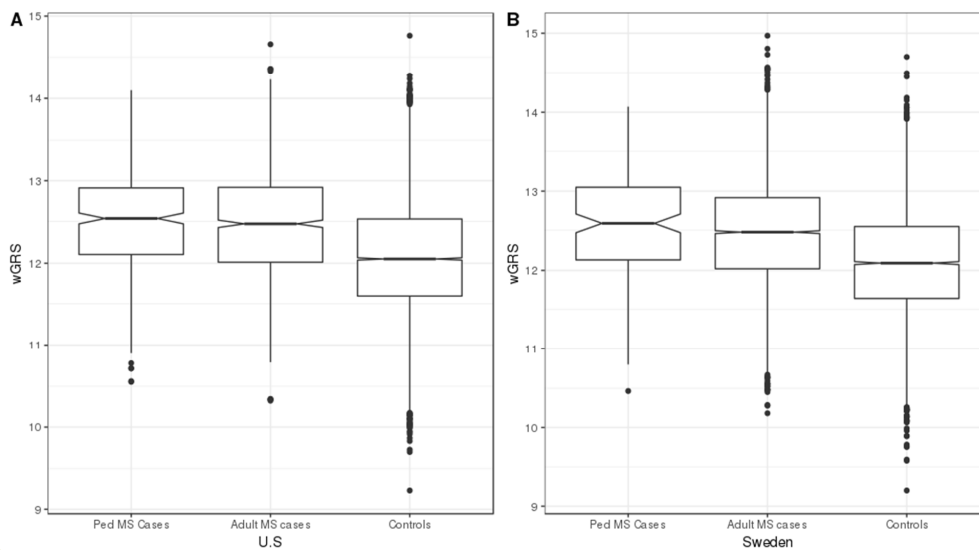 A
wGRS
15
14
13
12
11
10
9
Ped MS Cases
Adult MS cases
Controls
U.S
B
wGRS
15
14
13
12
11
10
9
Ped MS Cases
Adult MS cases
Controls
Sweden